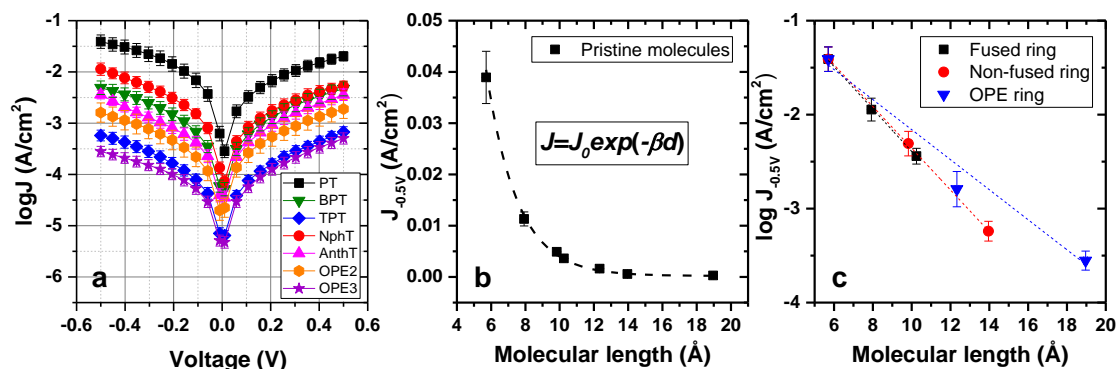 -1
-2
-3
-4
-5
-6
logJ (A/cm²)
-0.6 -0.4 -0.2 0.0 0.2 0.4 0.6
Voltage (V)
PT
BPT
TPT
NphT
AnthT
OPE2
OPE3
a
0.05
0.04
0.03
0.02
0.01
0.00
J-0.5V (A/cm²)
4 6 8 10 12 14 16 18 20
Molecular length (Å)
Pristine molecules
J=J0exp(-βd)
b
-1
-2
-3
-4
log J-0.5V (A/cm²)
6 8 10 12 14 16 18 20
Molecular length (Å)
Fused ring
Non-fused ring
OPE ring
c